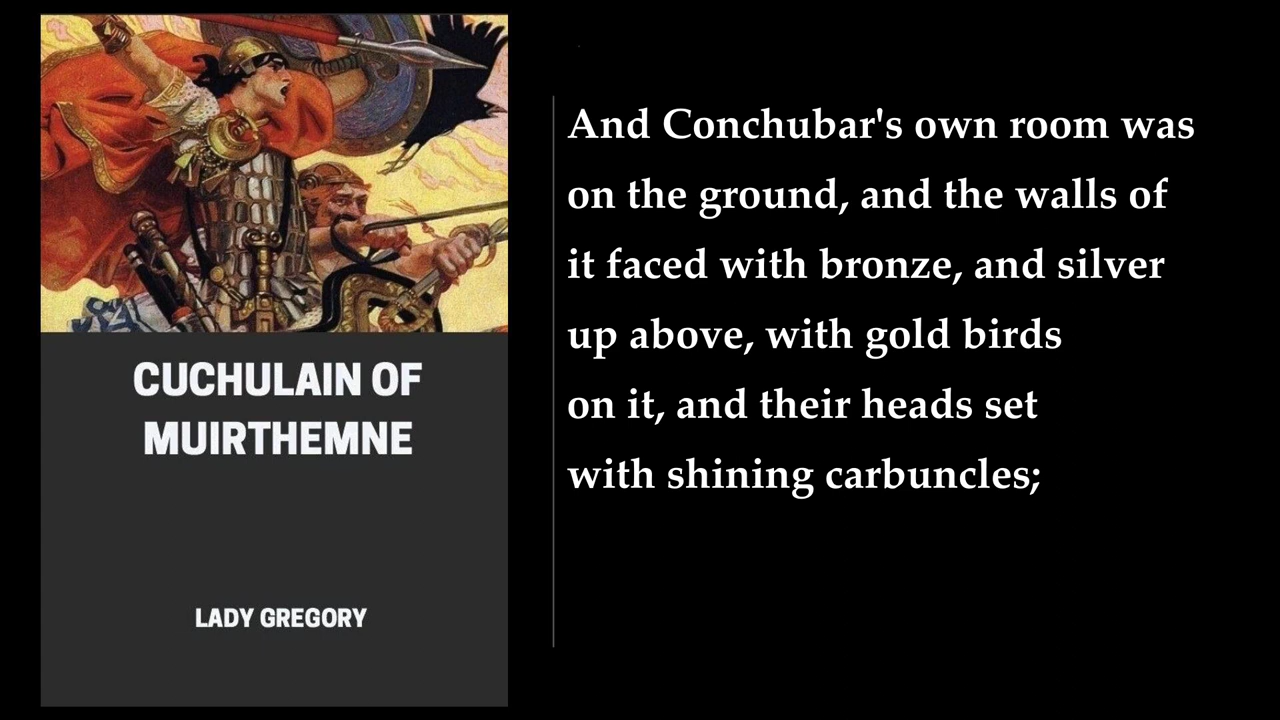 CUCHULAIN OF
MUIRTHEMNE
LADY GREGORY
And Conchubar's own room was
on the ground, and the walls of
it faced with bronze, and silver
up above, with gold birds
on it, and their heads set
with shining carbuncles;